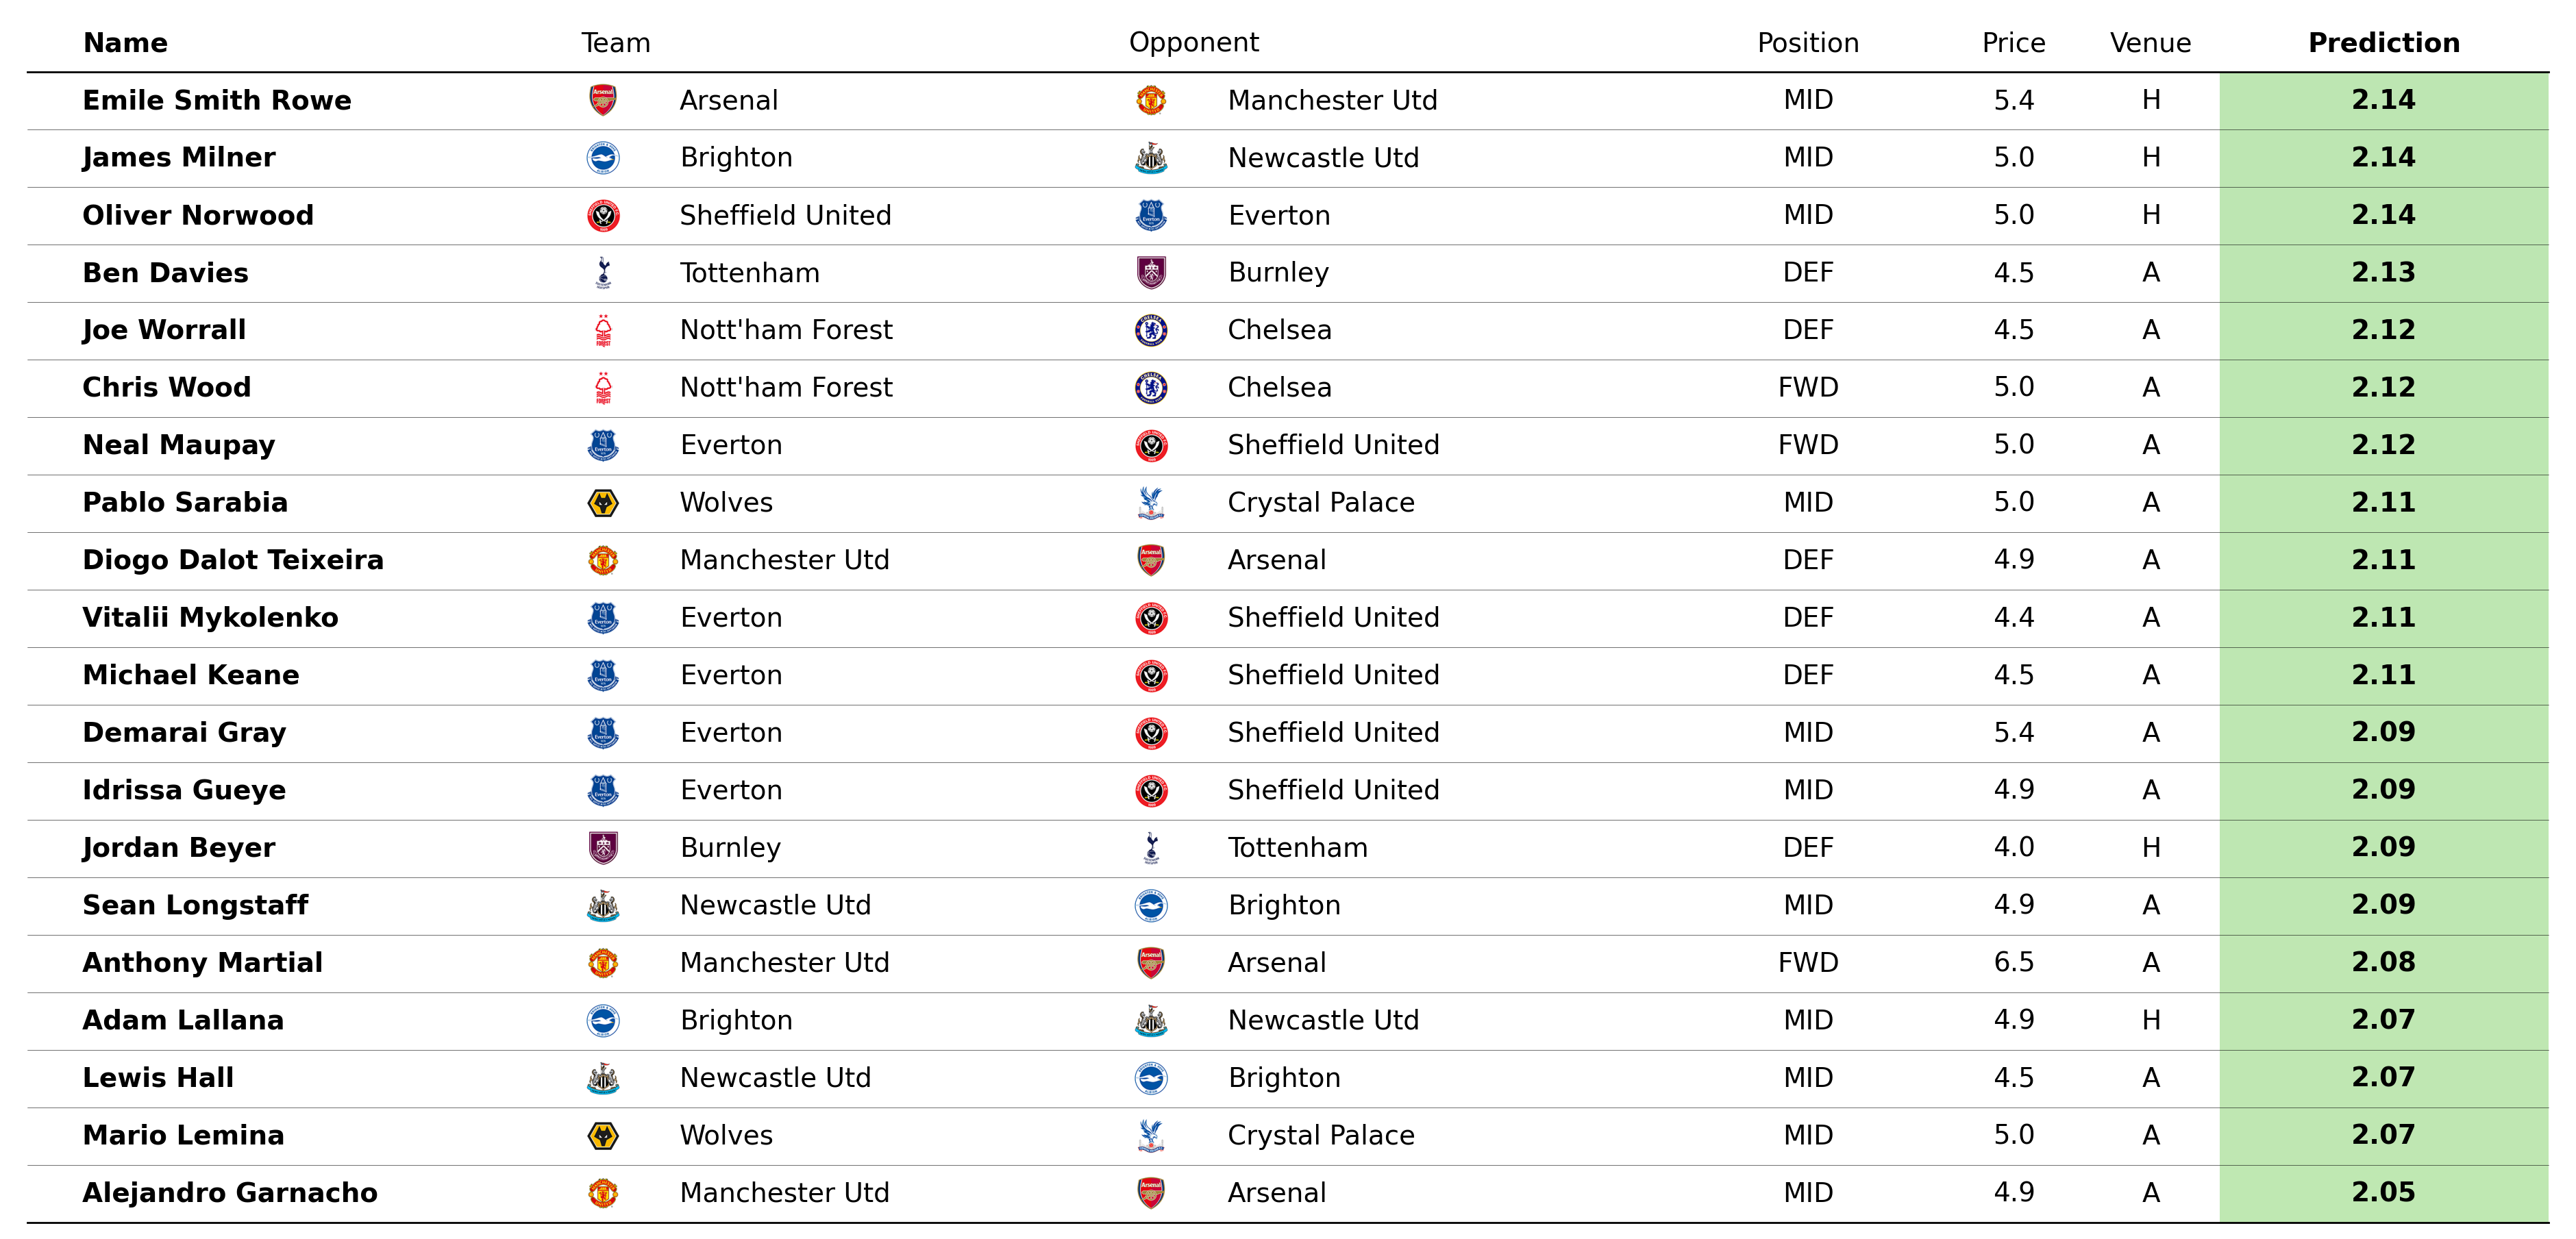 Name Team Opponent Position Price Venue Prediction
Emile Smith Rowe Arsenal Manchester Utd MID 5.4 H 2.14
James Milner Brighton Newcastle Utd MID 5.0 H 2.14
Oliver Norwood Sheffield United Everton MID 5.0 H 2.14
Ben Davies Tottenham Burnley DEF 4.5 A 2.13
Joe Worrall Nott'ham Forest Chelsea DEF 4.5 A 2.12
Chris Wood Nott'ham Forest Chelsea FWD 5.0 A 2.12
Neal Maupay Everton Sheffield United FWD 5.0 A 2.12
Pablo Sarabia Wolves Crystal Palace MID 5.0 A 2.11
Diogo Dalot Teixeira Manchester Utd Arsenal DEF 4.9 A 2.11
Vitalii Mykolenko Everton Sheffield United DEF 4.4 A 2.11
Michael Keane Everton Sheffield United DEF 4.5 A 2.11
Demarai Gray Everton Sheffield United MID 5.4 A 2.09
Idrissa Gueye Everton Sheffield United MID 4.9 A 2.09
Jordan Beyer Burnley Tottenham DEF 4.0 H 2.09
Sean Longstaff Newcastle Utd Brighton MID 4.9 A 2.09
Anthony Martial Manchester Utd Arsenal FWD 6.5 A 2.08
Adam Lallana Brighton Newcastle Utd MID 4.9 H 2.07
Lewis Hall Newcastle Utd Brighton MID 4.5 A 2.07
Mario Lemina Wolves Crystal Palace MID 5.0 A 2.07
Alejandro Garnacho Manchester Utd Arsenal MID 4.9 A 2.05